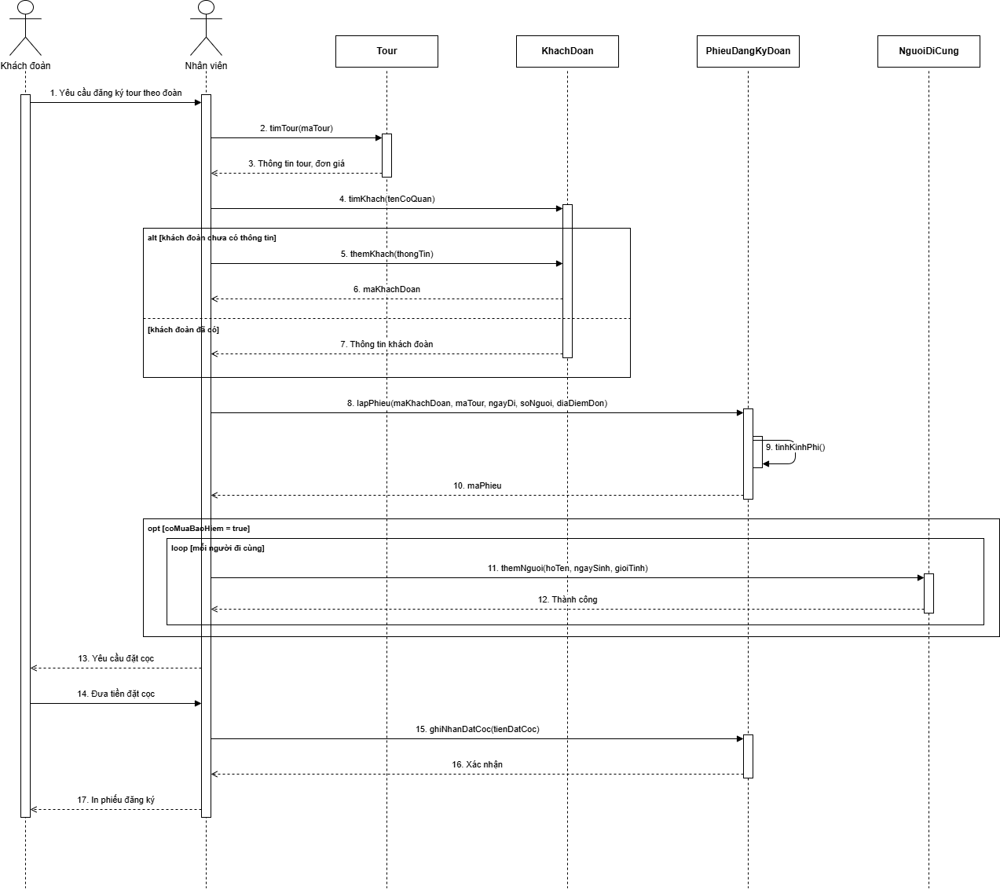 Khách đoàn
Nhân viên
Tour
KhachDoan
PhieuDangKyDoan
NguoiDiCung
1. Yêu cầu đăng ký tour theo đoàn
2. timTour(maTour)
3. Thông tin tour, đơn giá
4. timKhach(tenCoQuan)
alt [khách đoàn chưa có thông tin]
5. themKhach(thongTin)
6. maKhachDoan
[khách đoàn đã có]
7. Thông tin khách đoàn
8. lapPhieu(maKhachDoan, maTour, ngayDi, soNguoi, diaDiemDon)
9. tinhKinhPhi()
10. maPhieu
opt [coMuaBaoHiem = true]
loop [mỗi người đi cùng]
11. themNguoi(hoTen, ngaySinh, gioiTinh)
12. Thành công
13. Yêu cầu đặt cọc
14. Đưa tiền đặt cọc
15. ghiNhanDatCoc(tienDatCoc)
16. Xác nhận
17. In phiếu đăng ký